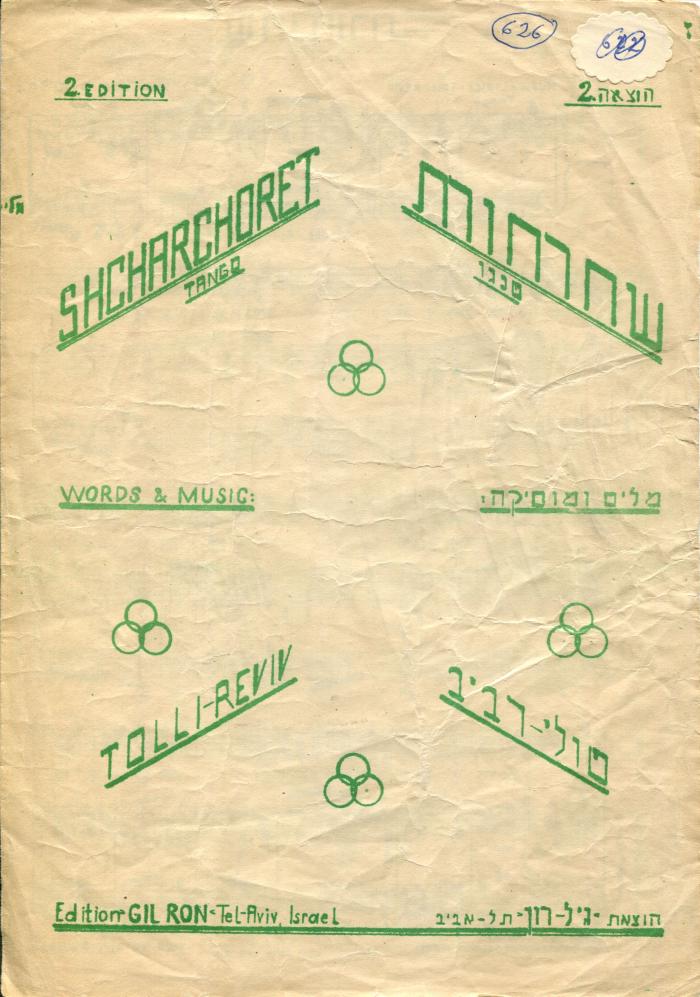 626
2. EDITION
הוצאה 2.
SHCHARCHORET
TANGO
שחרחורת
טנגו
WORDS & MUSIC:
מלים ומוסיקה:
TOLLI-REVIV
טולי-רביב
Edition GIL RON - Tel-Aviv, Israel
הוצאת "גיל-רון" תל-אביב